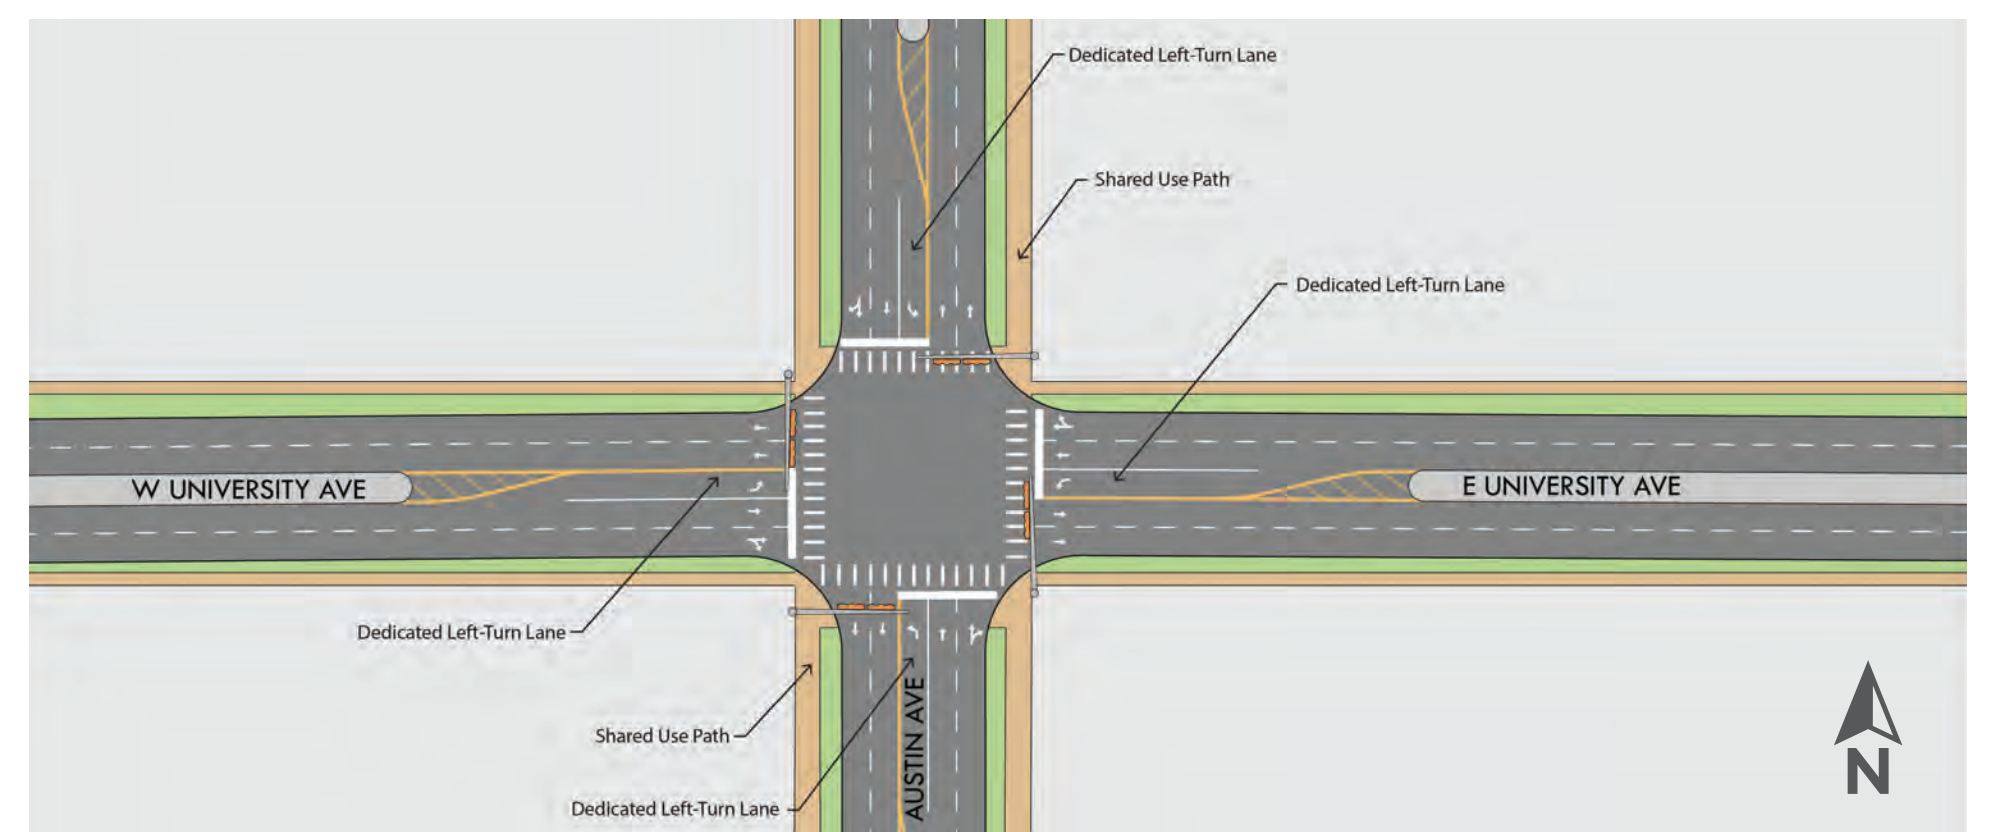 Dedicated Left-Turn Lane
Shared Use Path
Dedicated Left-Turn Lane
W UNIVERSITY AVE
E UNIVERSITY AVE
Dedicated Left-Turn Lane
Shared Use Path
AUSTIN AVE
Dedicated Left-Turn Lane
N